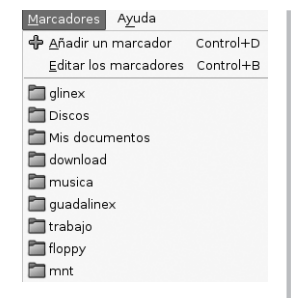 Marcadores Ayuda
Añadir un marcador Control+D
Editar los marcadores Control+B
glinex
Discos
Mis documentos
download
musica
guadalinex
trabajo
floppy
mnt